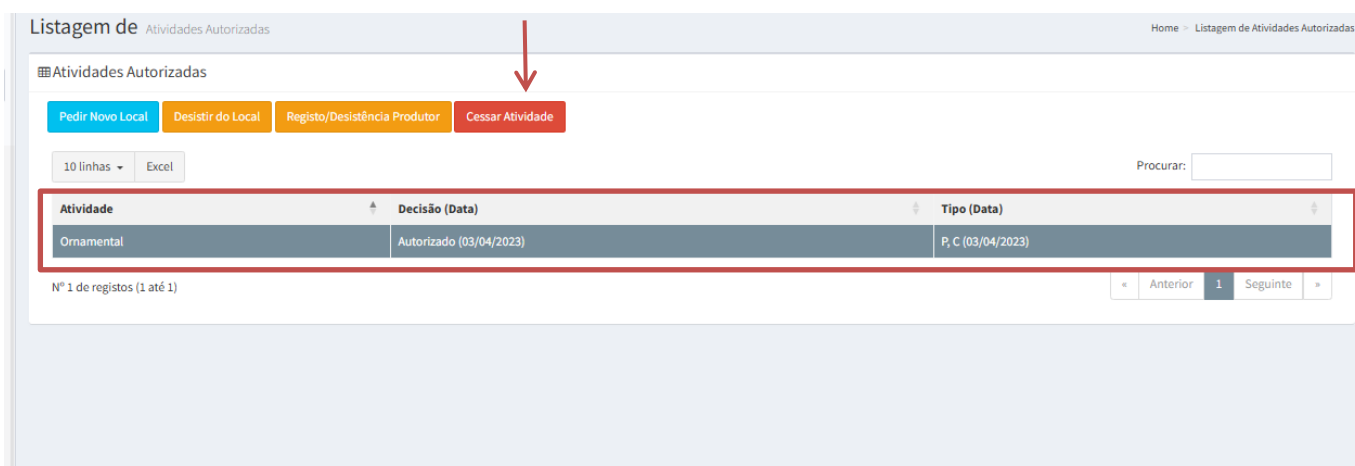 Listagem de Atividades Autorizadas
Home > Listagem de Atividades Autorizadas
Atividades Autorizadas
Pedir Novo Local Desistir do Local Registo/Desistência Produtor Cessar Atividade
10 linhas Excel Procurar:
Atividade Decisão (Data) Tipo (Data)
Ornamental Autorizado (03/04/2023) P, C (03/04/2023)
Nº 1 de registos (1 até 1) « Anterior 1 Seguinte »